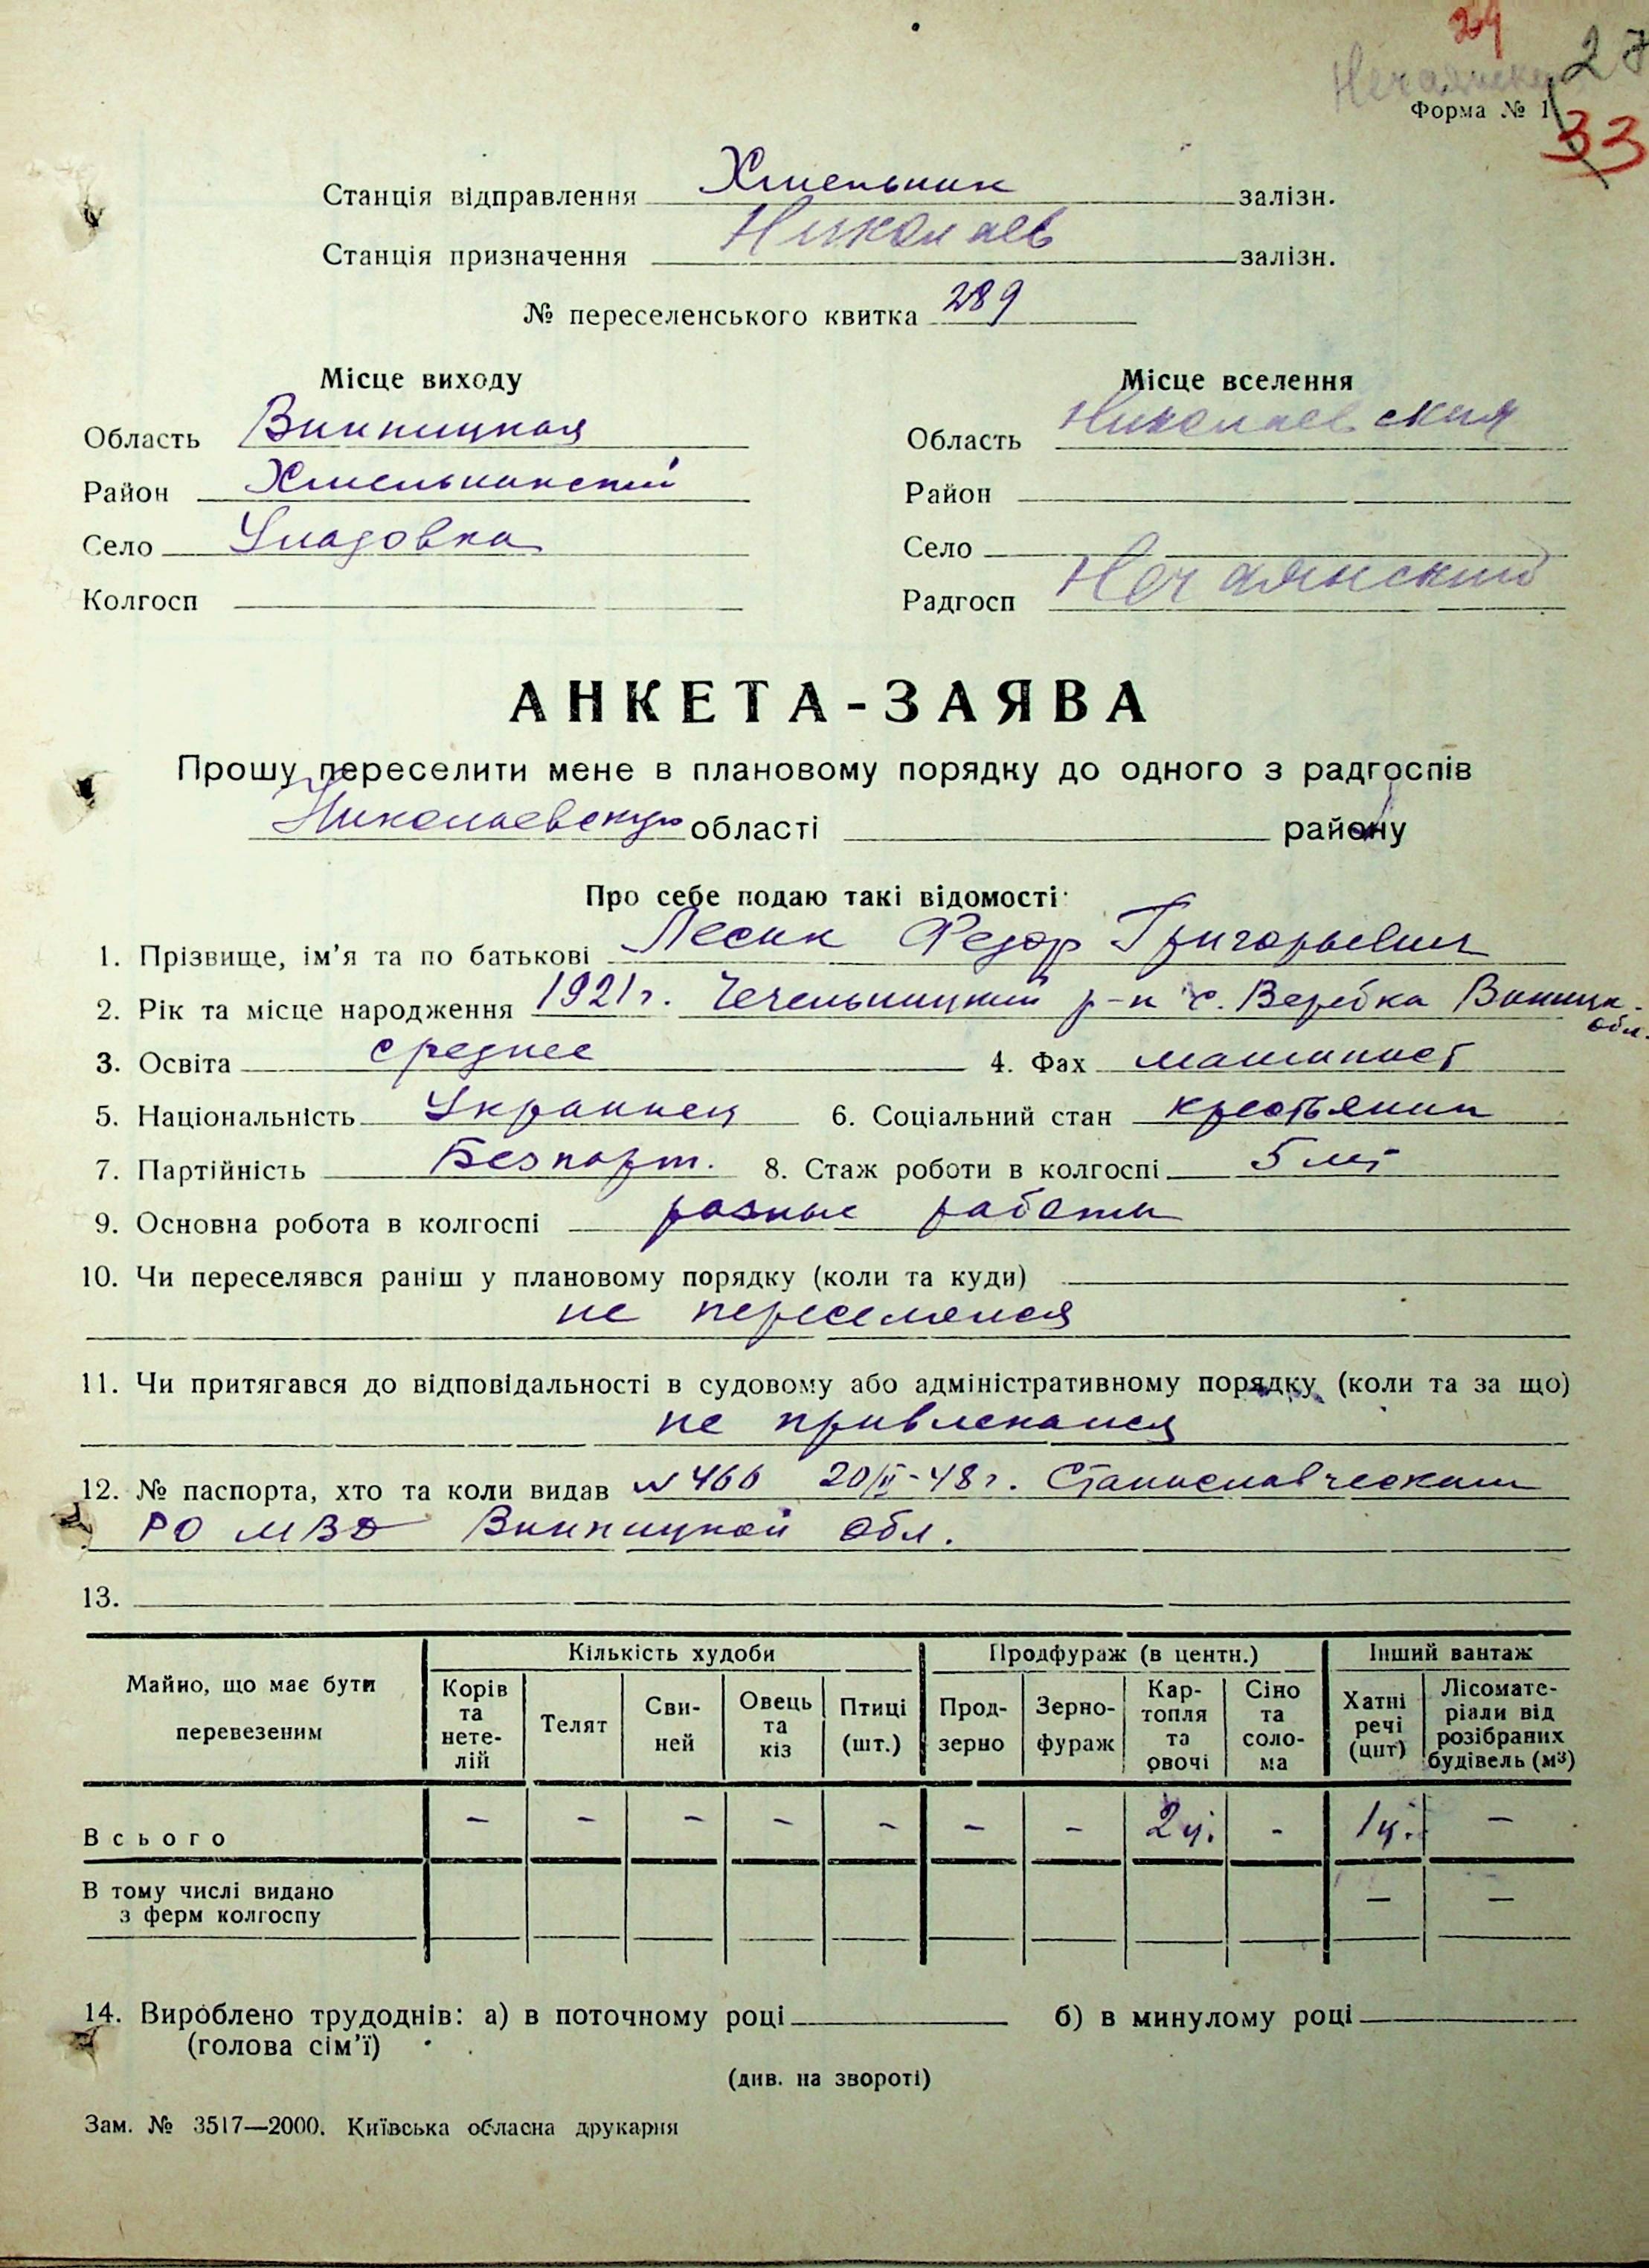 24
Нечаянский 27
Форма № 1
33
Станція відправлення Хмельник залізн.
Станція призначення Николаев залізн.
№ переселенського квитка 289
Місце виходу Місце вселення
Область Винницкая Область Николаевская
Район Хмельникский Район
Село Уладовка Село
Колгосп Радгосп Нечаянский
АНКЕТА-ЗАЯВА
Прошу переселити мене в плановому порядку до одного з радгоспів
Николаевскую області району
Про себе подаю такі відомості:
1. Прізвище, ім'я та по батькові Лесик Федор Григорьевич
2. Рік та місце народження 1921 г. Чечельницкий р-н с. Вербка Винницк. обл.
3. Освіта среднее 4. Фах машинист
5. Національність Украинец 6. Соціальний стан крестьянин
7. Партійність Безпарт. 8. Стаж роботи в колгоспі 5 лет
9. Основна робота в колгоспі разные работы
10. Чи переселявся раніш у плановому порядку (коли та куди)
не переселялся
11. Чи притягався до відповідальності в судовому або адміністративному порядку (коли та за що)
не привлекался
12. № паспорта, хто та коли видав № 466 20/II-48 г. Станиславческим
РО МВД Винницкой обл.
13.
Майно, що має бути перевезеним Кількість худоби Продфураж (в центн.) Інший вантаж
Корів та нетелій Телят Свиней Овець та кіз Птиці (шт.) Продзерно Зернофураж Картопля та овочі Сіно та солома Хатні речі (цнт) Лісоматеріали від розібраних будівель (м³)
Всього – – – – – – – 2 ц. - 1 ц. –
В тому числі видано з ферм колгоспу – –
14. Вироблено трудоднів: а) в поточному році б) в минулому році
(голова сім'ї)
(див. на звороті)
Зам. № 3517—2000. Київська обласна друкарня